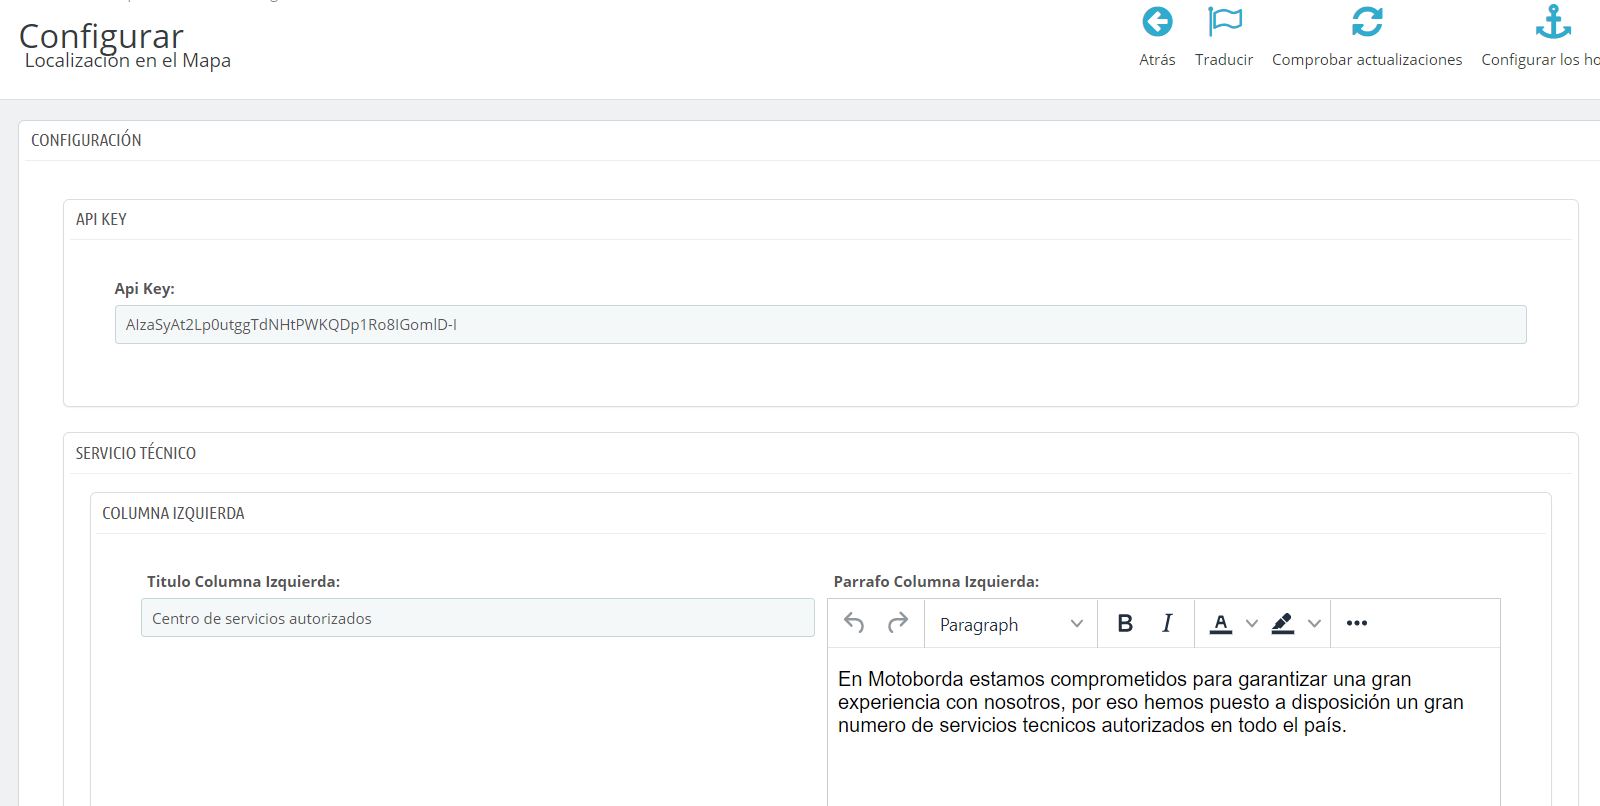 Configurar
Localización en el Mapa
Atrás
Traducir
Comprobar actualizaciones
Configurar los ho
CONFIGURACIÓN
API KEY
Api Key:
AIzaSyAt2Lp0utggTdNHtPWKQDp1Ro8IGomlD-I
SERVICIO TÉCNICO
COLUMNA IZQUIERDA
Titulo Columna Izquierda:
Centro de servicios autorizados
Parrafo Columna Izquierda:
Paragraph
B I A
En Motoborda estamos comprometidos para garantizar una gran
experiencia con nosotros, por eso hemos puesto a disposición un gran
numero de servicios tecnicos autorizados en todo el país.